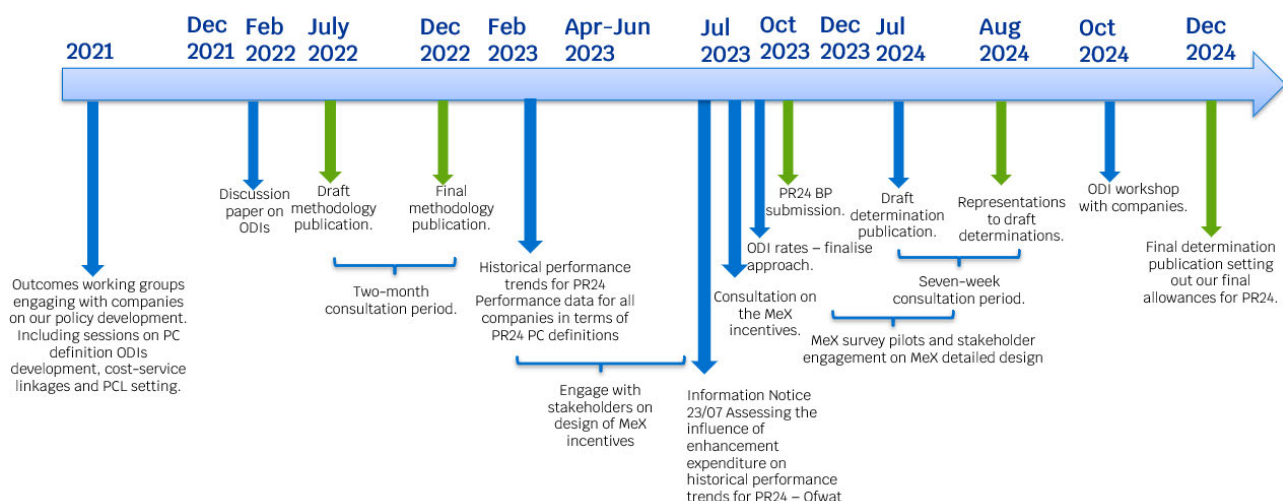 2021
Dec
2021
Feb
2022
July
2022
Dec
2022
Feb
2023
Apr-Jun
2023
Jul
2023
Oct
2023
Dec
2023
Jul
2024
Aug
2024
Oct
2024
Dec
2024
Outcomes working groups
engaging with companies
on our policy development.
Including sessions on PC
definition ODIs
development, cost-service
linkages and PCL setting.
Discussion
paper on
ODIs
Draft
methodology
publication.
Final
methodology
publication.
Two-month
consultation period.
Historical performance
trends for PR24
Performance data for all
companies in terms of
PR24 PC definitions
Engage with
stakeholders on
design of MeX
incentives
Information Notice
23/07 Assessing the
influence of
enhancement
expenditure on
historical performance
trends for PR24 – Ofwat
Consultation on
the MeX
incentives.
ODI rates – finalise
approach.
PR24 BP
submission.
MeX survey pilots and stakeholder
engagement on MeX detailed design
Draft
determination
publication.
Seven-week
consultation period.
Representations
to draft
determinations.
ODI workshop
with companies.
Final determination
publication setting
out our final
allowances for PR24.